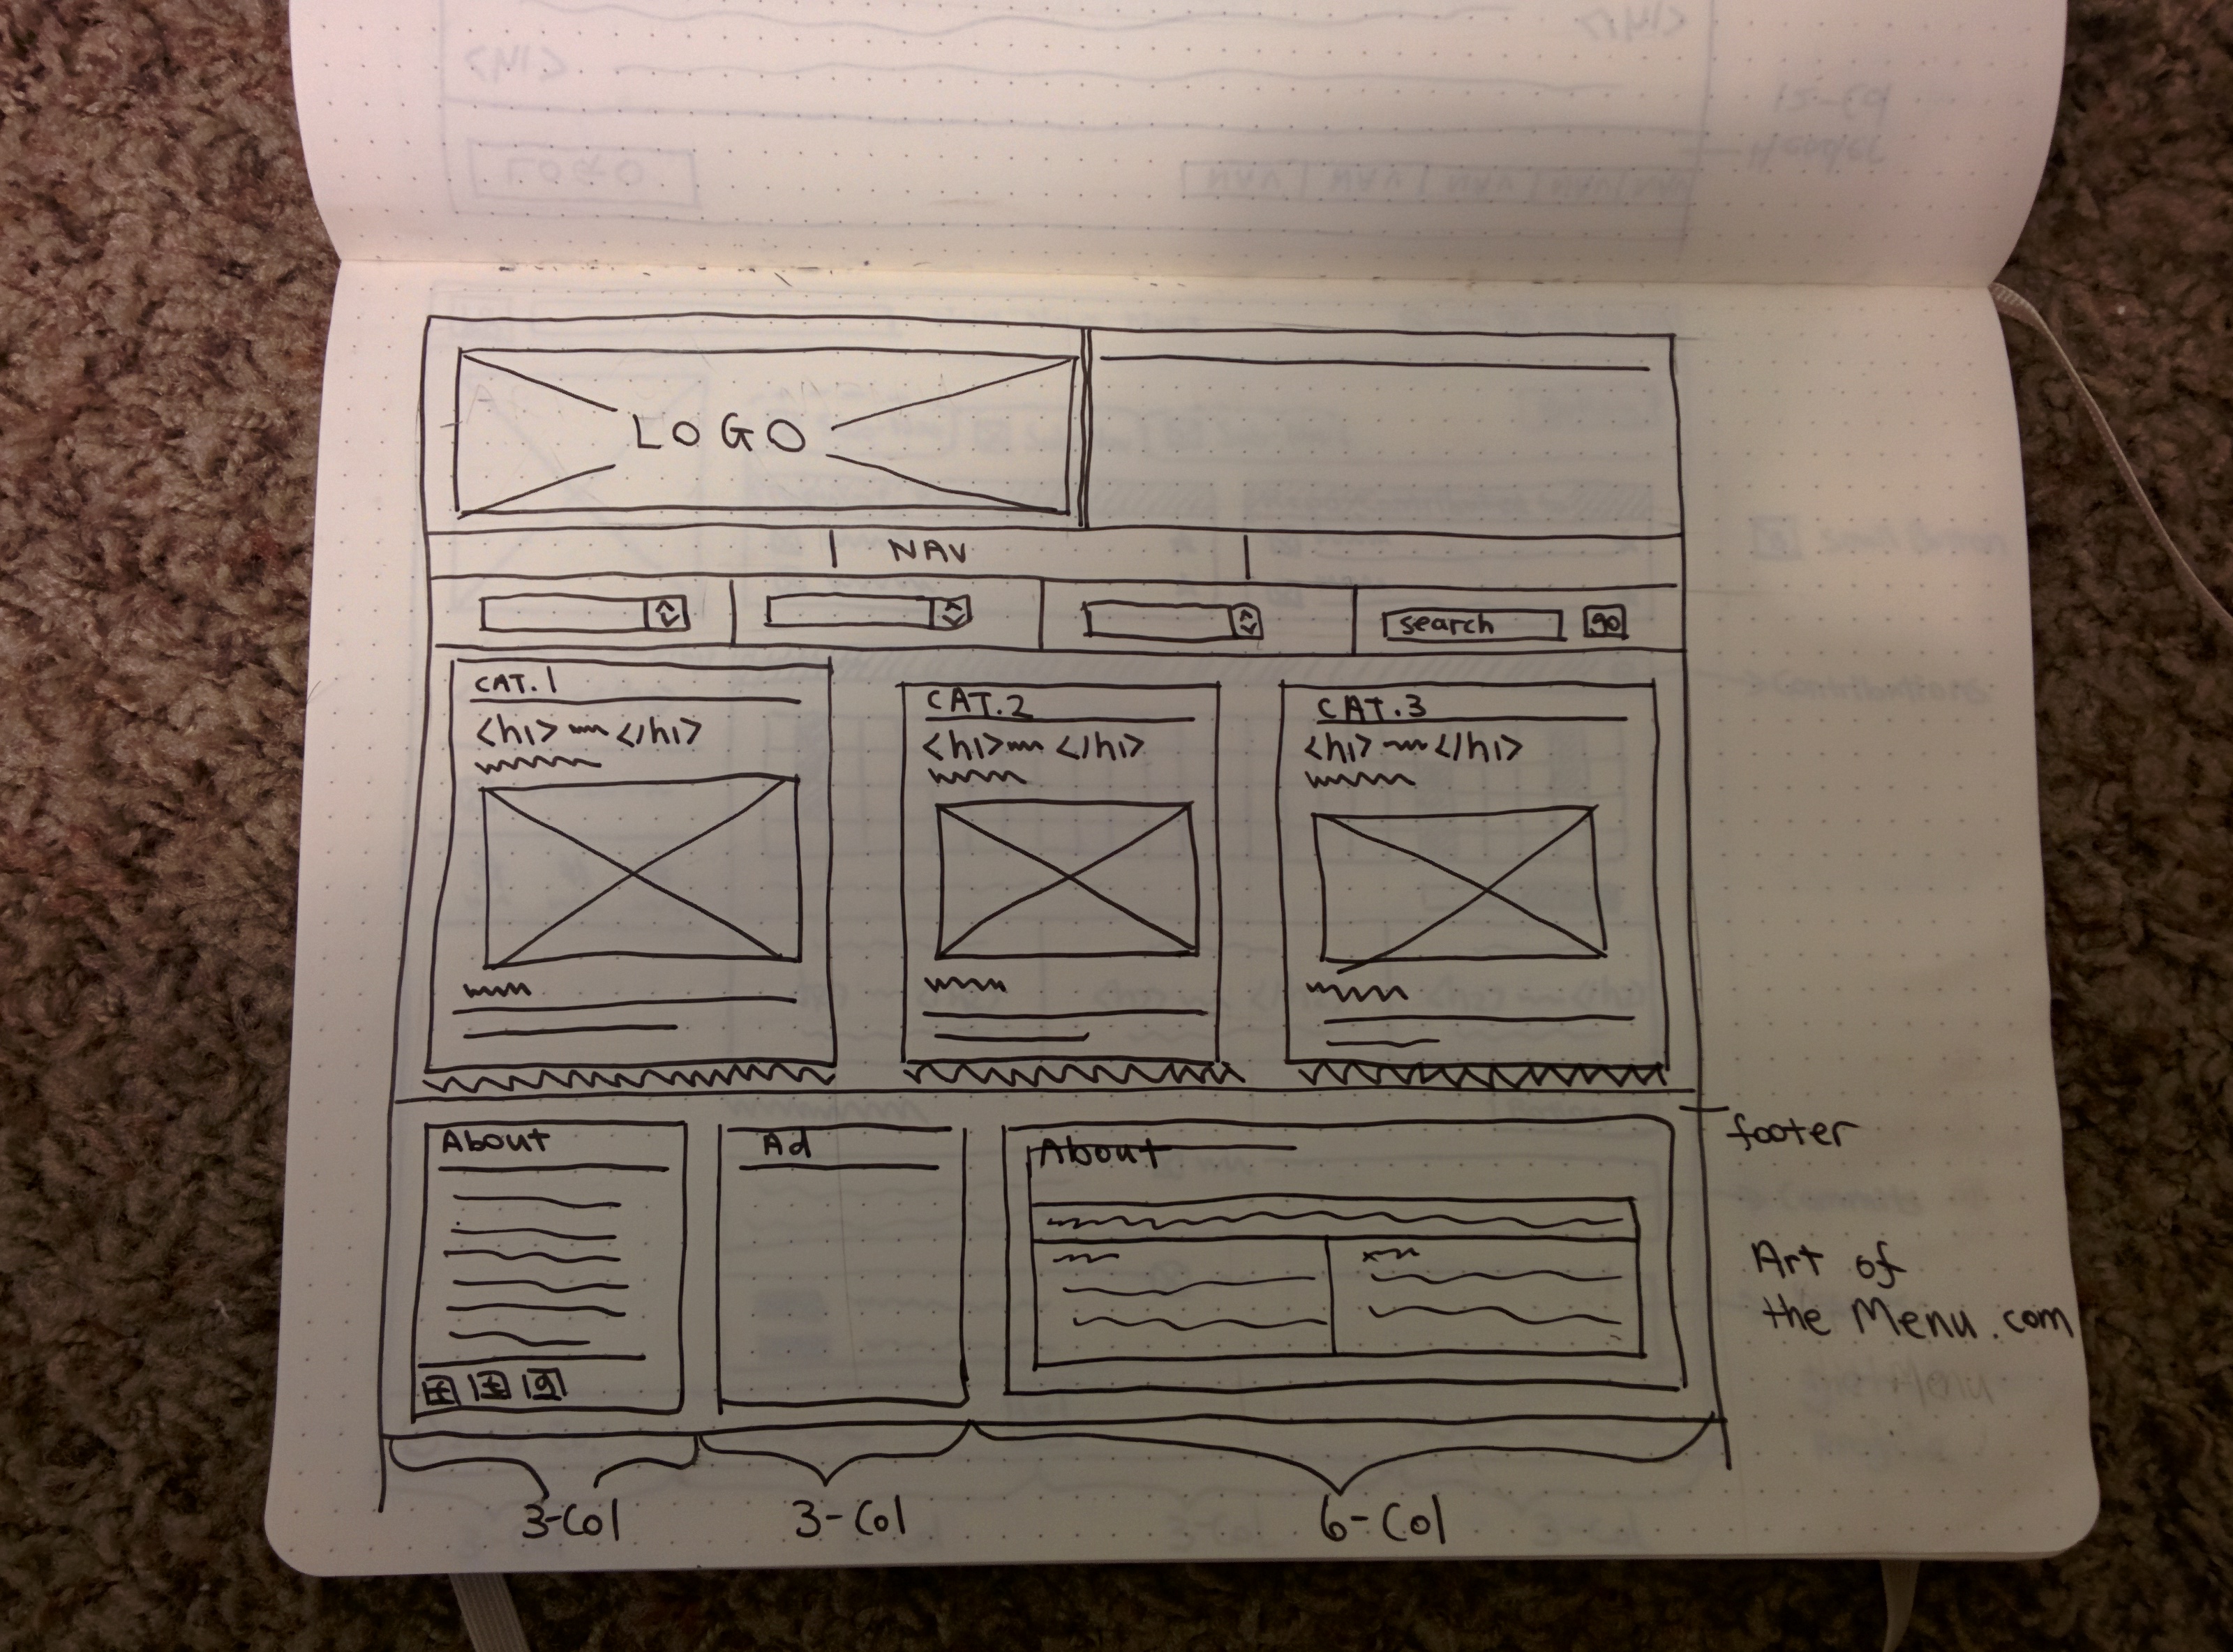 LOGO
NAV
search go
CAT.1
<h1> </h1>
CAT.2
<h1> </h1>
CAT.3
<h1> </h1>
About
Ad
About
footer
Art of
the Menu.com
3-Col 3-Col 6-Col